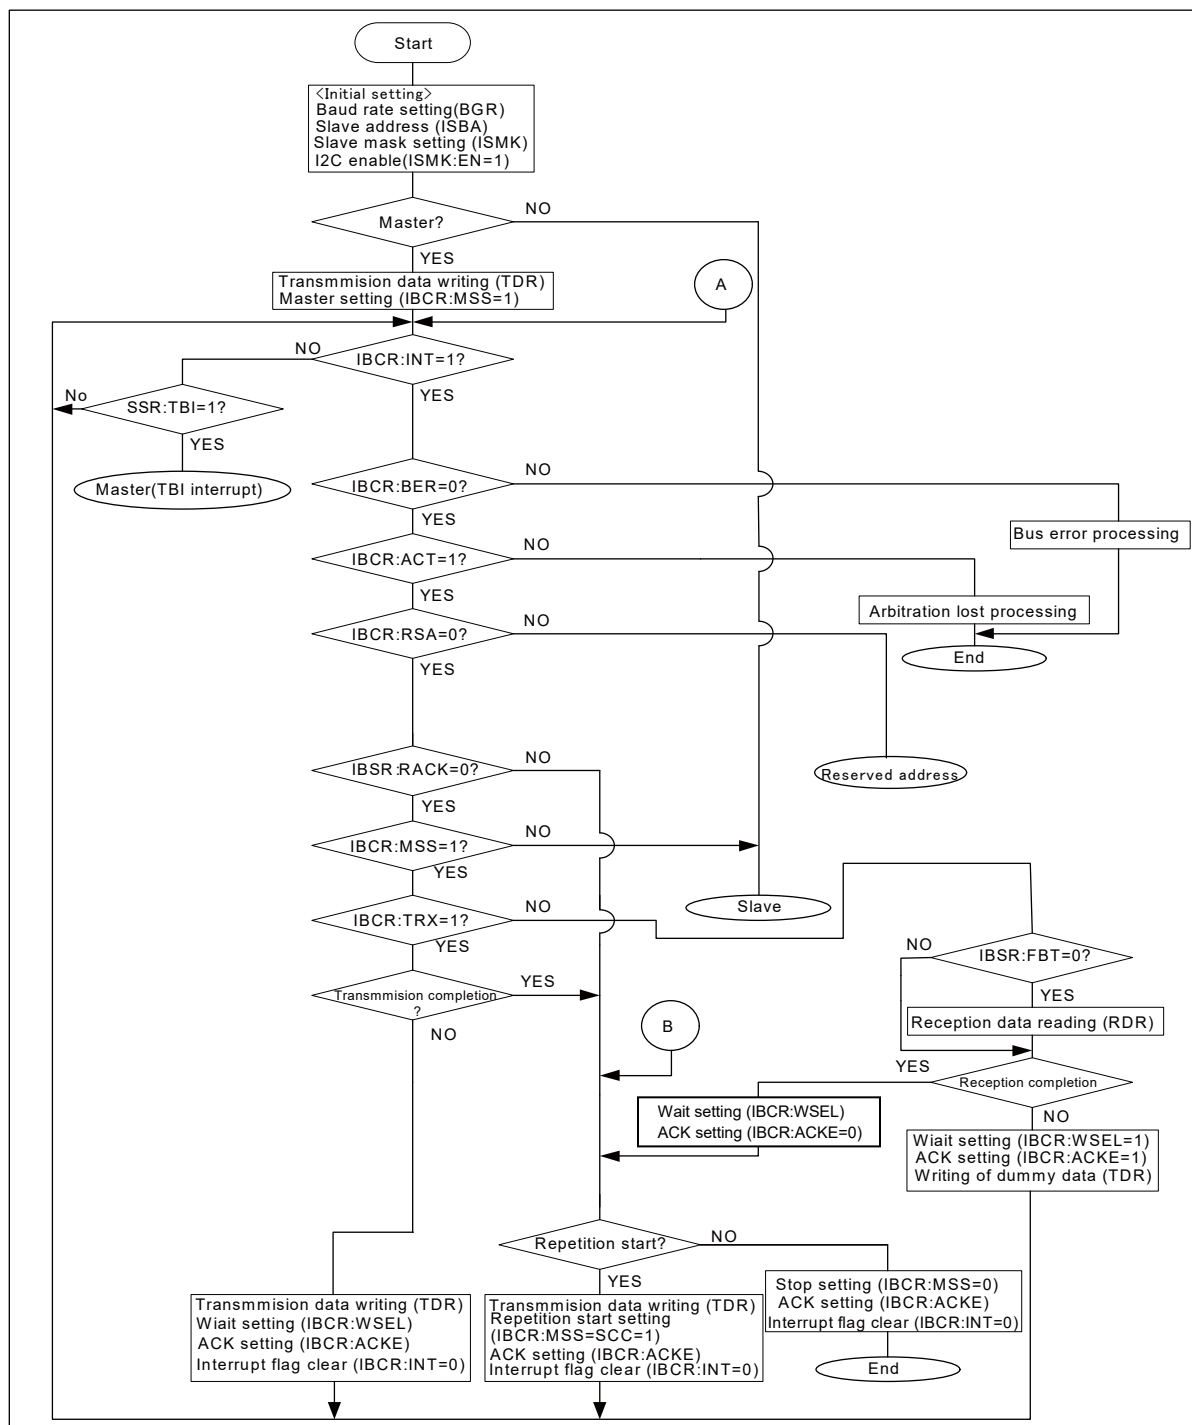 Start
<Initial setting>
Baud rate setting(BGR)
Slave address (ISBA)
Slave mask setting (ISMK)
I2C enable(ISMK:EN=1)
Master?
NO
YES
Transmmision data writing (TDR)
Master setting (IBCR:MSS=1)
A
IBCR:INT=1?
NO
YES
SSR:TBI=1?
No
YES
Master(TBI interrupt)
IBCR:BER=0?
NO
YES
Bus error processing
IBCR:ACT=1?
NO
YES
Arbitration lost processing
End
IBCR:RSA=0?
NO
YES
Reserved address
IBSR:RACK=0?
NO
YES
IBCR:MSS=1?
NO
YES
Slave
IBCR:TRX=1?
NO
YES
IBSR:FBT=0?
NO
YES
Reception data reading (RDR)
Transmmision completion
?
YES
NO
B
Reception completion
YES
NO
Wait setting (IBCR:WSEL)
ACK setting (IBCR:ACKE=0)
Wiait setting (IBCR:WSEL=1)
ACK setting (IBCR:ACKE=1)
Writing of dummy data (TDR)
Repetition start?
NO
YES
Transmmision data writing (TDR)
Wiait setting (IBCR:WSEL)
ACK setting (IBCR:ACKE)
Interrupt flag clear (IBCR:INT=0)
Transmmision data writing (TDR)
Repetition start setting
(IBCR:MSS=SCC=1)
ACK setting (IBCR:ACKE)
Interrupt flag clear (IBCR:INT=0)
Stop setting (IBCR:MSS=0)
ACK setting (IBCR:ACKE)
Interrupt flag clear (IBCR:INT=0)
End